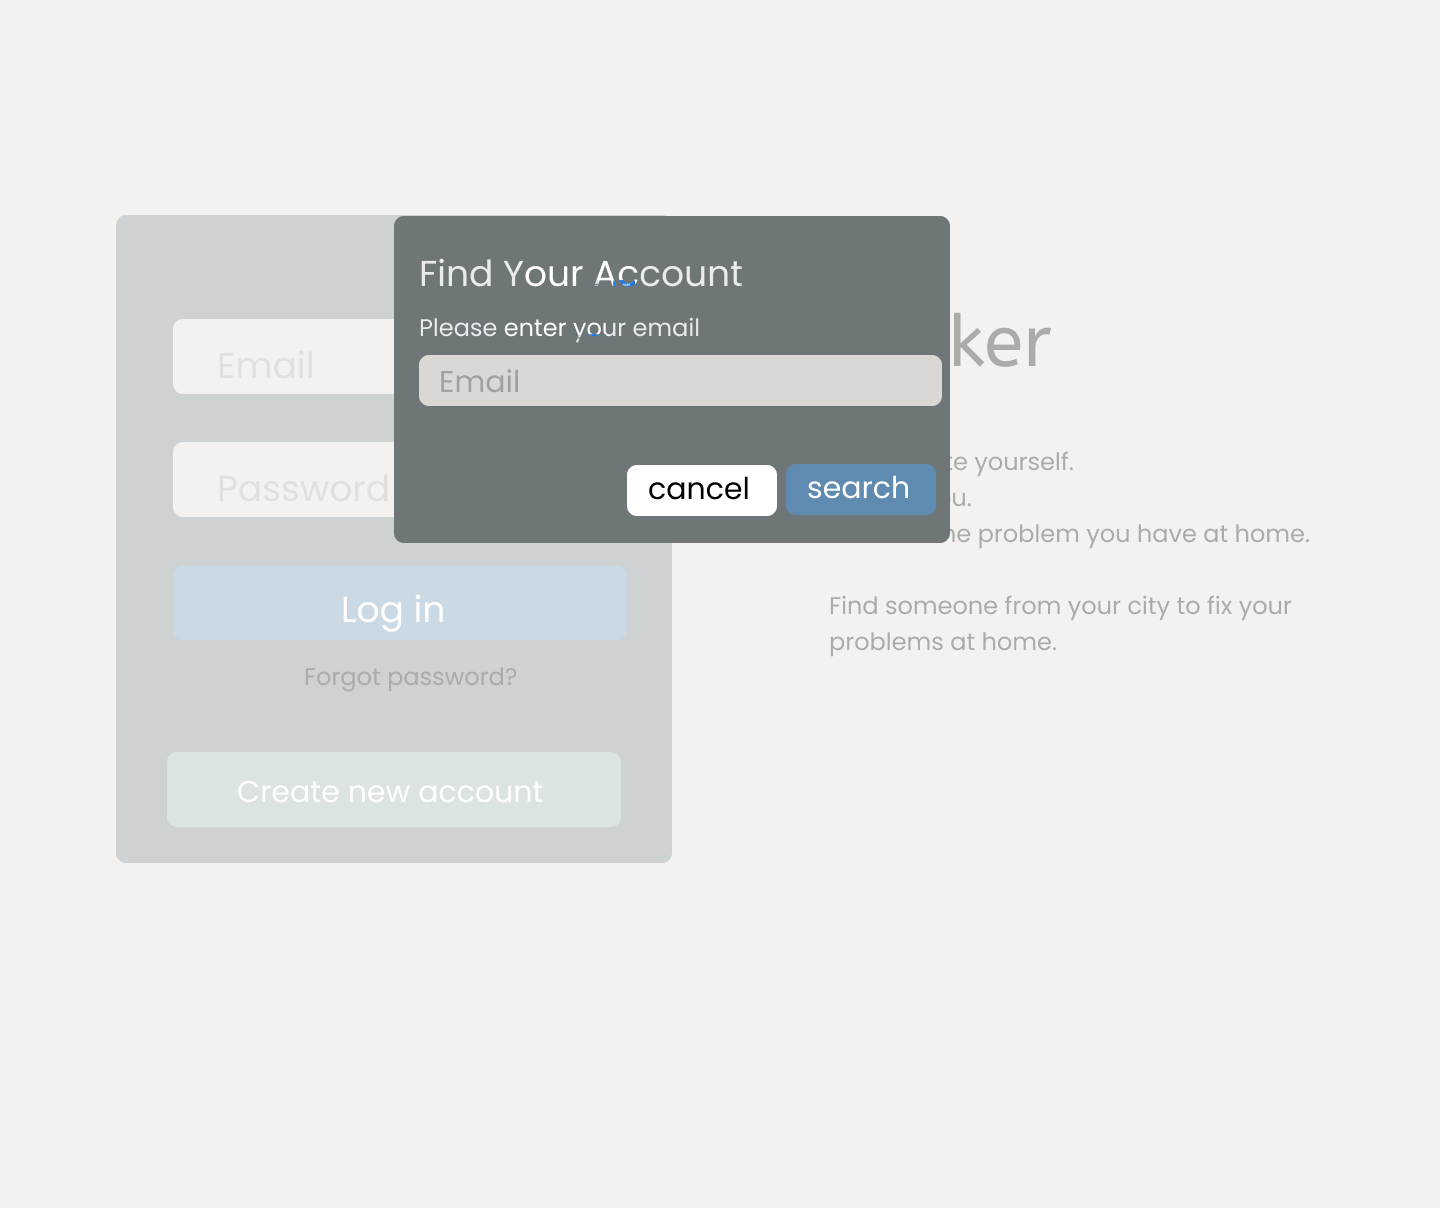 Find Your Account
Please enter your email
Email
cancel
search
Email
Password
Log in
Forgot password?
Create new account
ker
te yourself.
u.
ne problem you have at home.
Find someone from your city to fix your
problems at home.